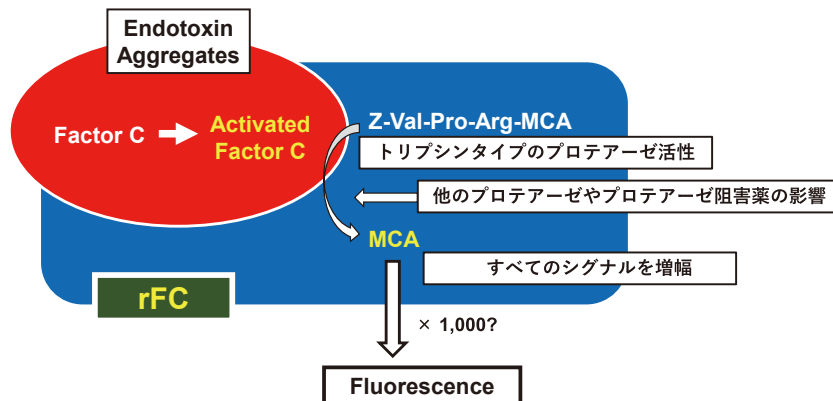 Endotoxin
Aggregates
Factor C
Activated
Factor C
Z-Val-Pro-Arg-MCA
トリプシンタイプのプロテアーゼ活性
他のプロテアーゼやプロテアーゼ阻害薬の影響
MCA
すべてのシグナルを増幅
rFC
× 1,000?
Fluorescence